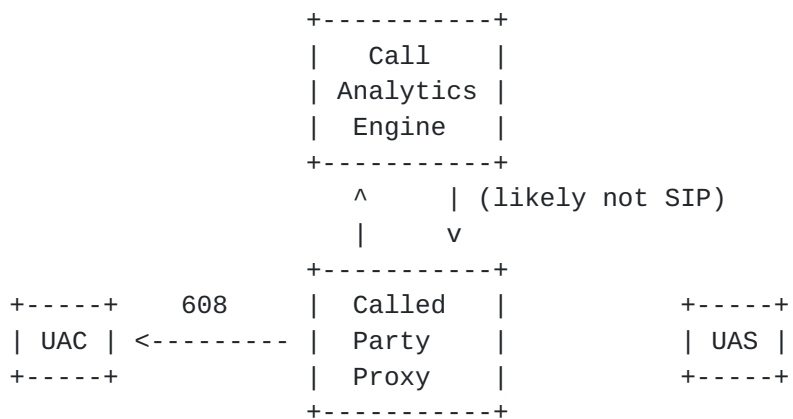 +-----------+
|   Call    |
| Analytics |
|  Engine   |
+-----------+
^     | (likely not SIP)
|     v
+-----------+
+-----+    608     |  Called   |           +-----+
| UAC | <--------- |  Party    |           | UAS |
+-----+            |  Proxy    |           +-----+
+-----------+